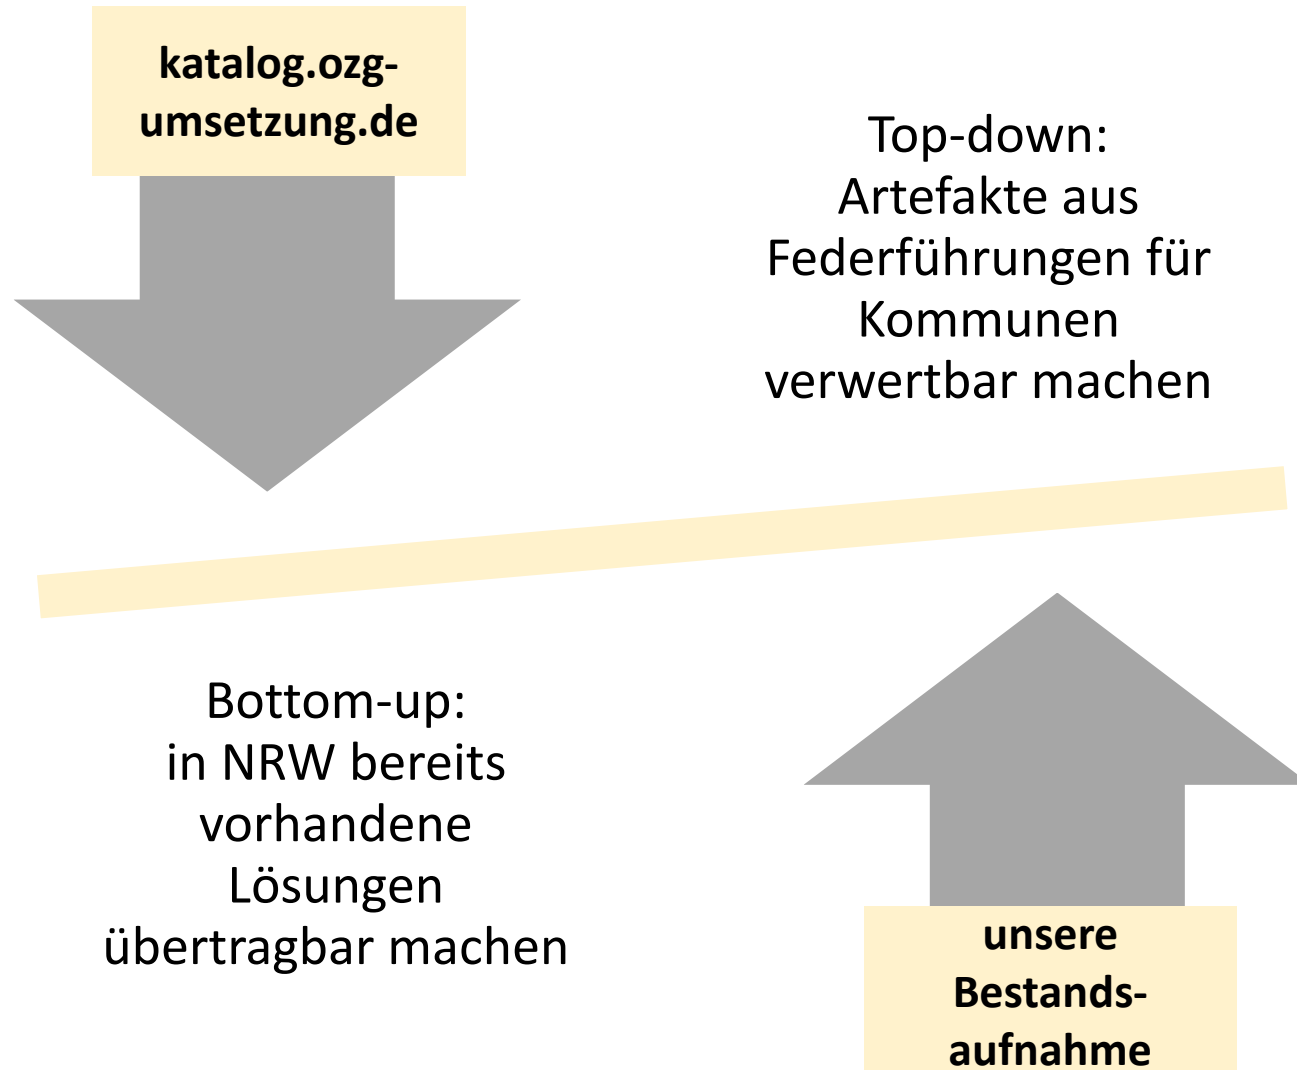 katalog.ozg-
umsetzung.de
Top-down:
Artefakte aus
Federführungen für
Kommunen
verwertbar machen
Bottom-up:
in NRW bereits
vorhandene
Lösungen
übertragbar machen
unsere
Bestands-
aufnahme